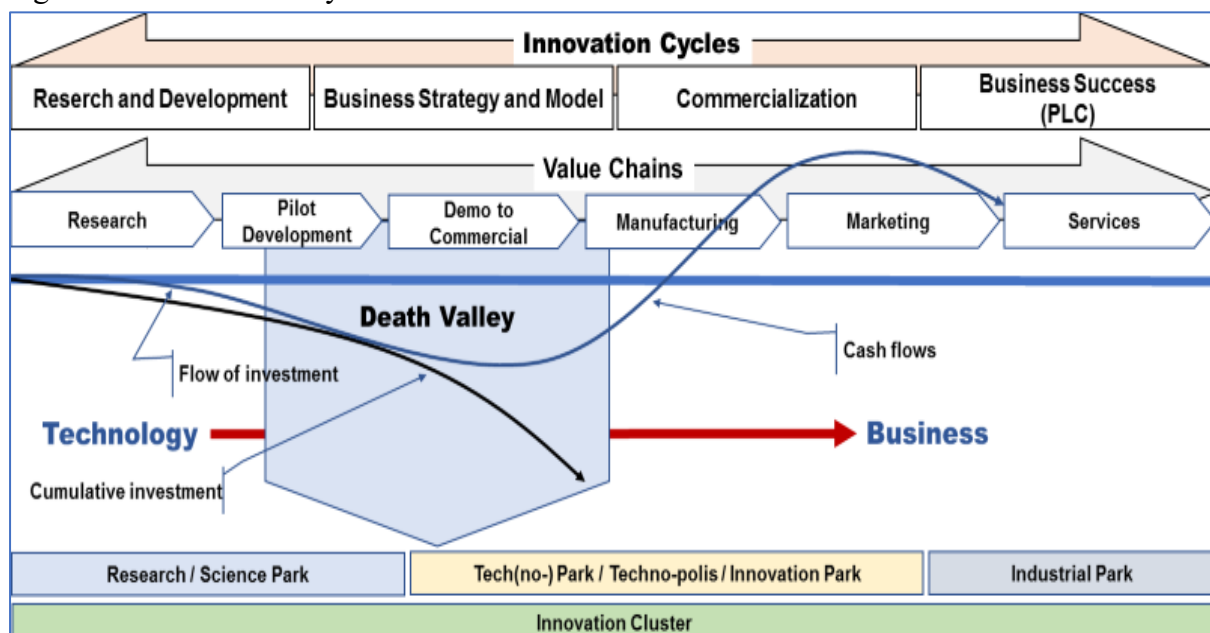 Innovation Cycles
Reserch and Development
Business Strategy and Model
Commercialization
Business Success
(PLC)
Value Chains
Research
Pilot
Development
Demo to
Commercial
Manufacturing
Marketing
Services
Death Valley
Flow of investment
Cash flows
Technology
Business
Cumulative investment
Research / Science Park
Tech(no-) Park / Techno-polis / Innovation Park
Industrial Park
Innovation Cluster